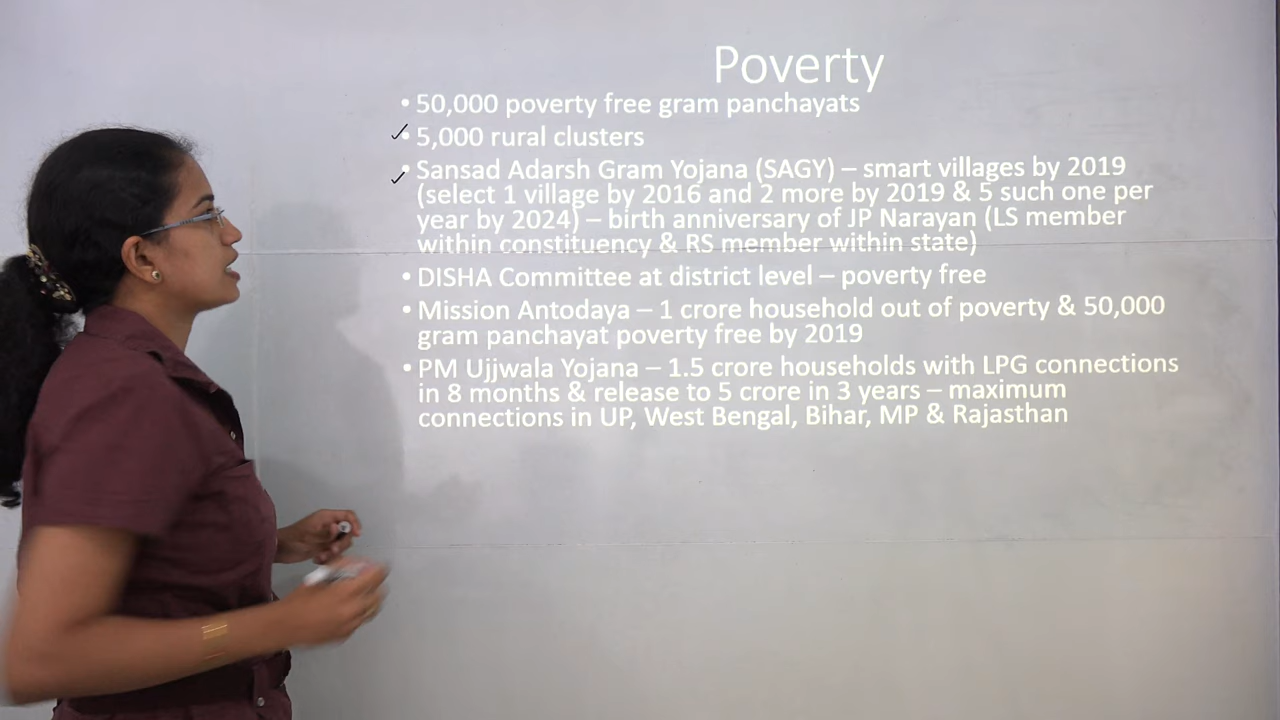 Poverty
• 50,000 poverty free gram panchayats
• 5,000 rural clusters
• Sansad Adarsh Gram Yojana (SAGY) – smart villages by 2019
(select 1 village by 2016 and 2 more by 2019 & 5 such one per
year by 2024) – birth anniversary of JP Narayan (LS member
within constituency & RS member within state)
• DISHA Committee at district level – poverty free
• Mission Antodaya – 1 crore household out of poverty & 50,000
gram panchayat poverty free by 2019
• PM Ujjwala Yojana – 1.5 crore households with LPG connections
in 8 months & release to 5 crore in 3 years – maximum
connections in UP, West Bengal, Bihar, MP & Rajasthan